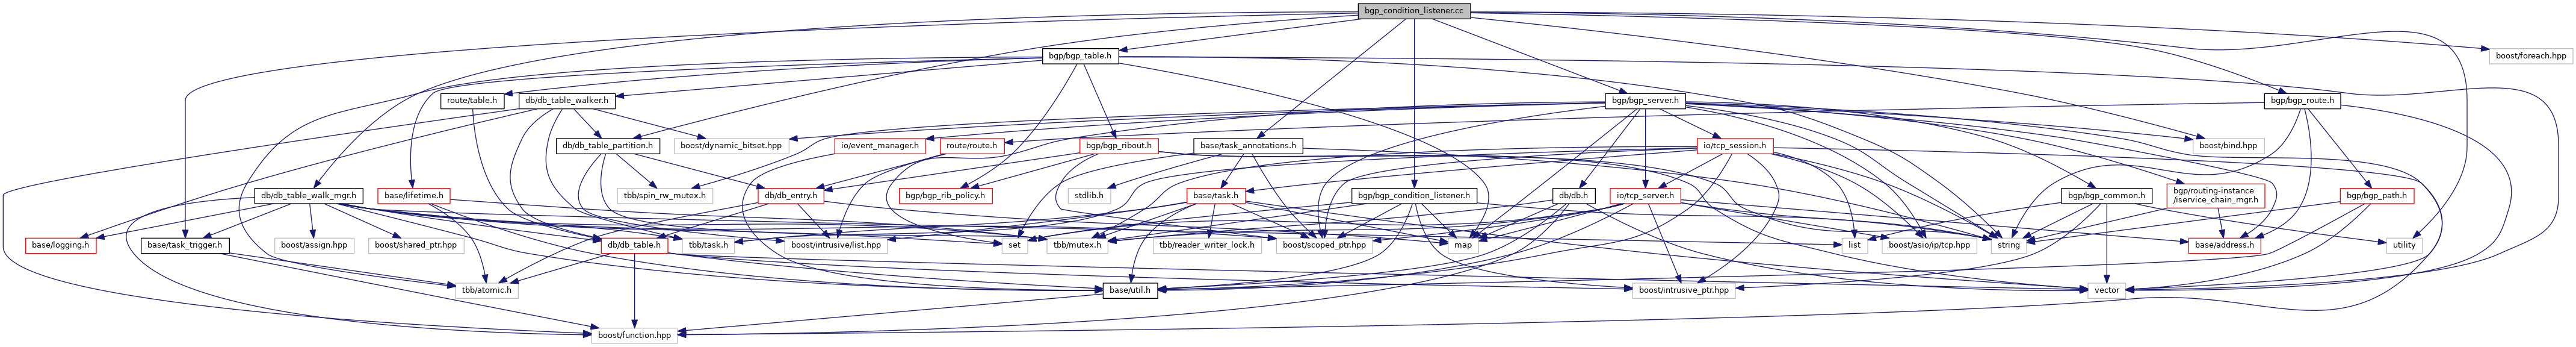 bgp_condition_listener.cc
bgp/bgp_table.h
boost/foreach.hpp
route/table.h
db/db_table_walker.h
bgp/bgp_server.h
bgp/bgp_route.h
db/db_table_partition.h
boost/dynamic_bitset.hpp
io/event_manager.h
route/route.h
bgp/bgp_ribout.h
base/task_annotations.h
io/tcp_session.h
boost/bind.hpp
db/db_table_walk_mgr.h
base/lifetime.h
tbb/spin_rw_mutex.h
db/db_entry.h
bgp/bgp_rib_policy.h
stdlib.h
base/task.h
bgp/bgp_condition_listener.h
db/db.h
io/tcp_server.h
bgp/bgp_common.h
bgp/routing-instance
/iservice_chain_mgr.h
bgp/bgp_path.h
base/logging.h
base/task_trigger.h
boost/assign.hpp
boost/shared_ptr.hpp
db/db_table.h
tbb/task.h
boost/intrusive/list.hpp
set
tbb/mutex.h
tbb/reader_writer_lock.h
boost/scoped_ptr.hpp
map
list
boost/asio/ip/tcp.hpp
string
base/address.h
utility
tbb/atomic.h
base/util.h
boost/intrusive_ptr.hpp
vector
boost/function.hpp